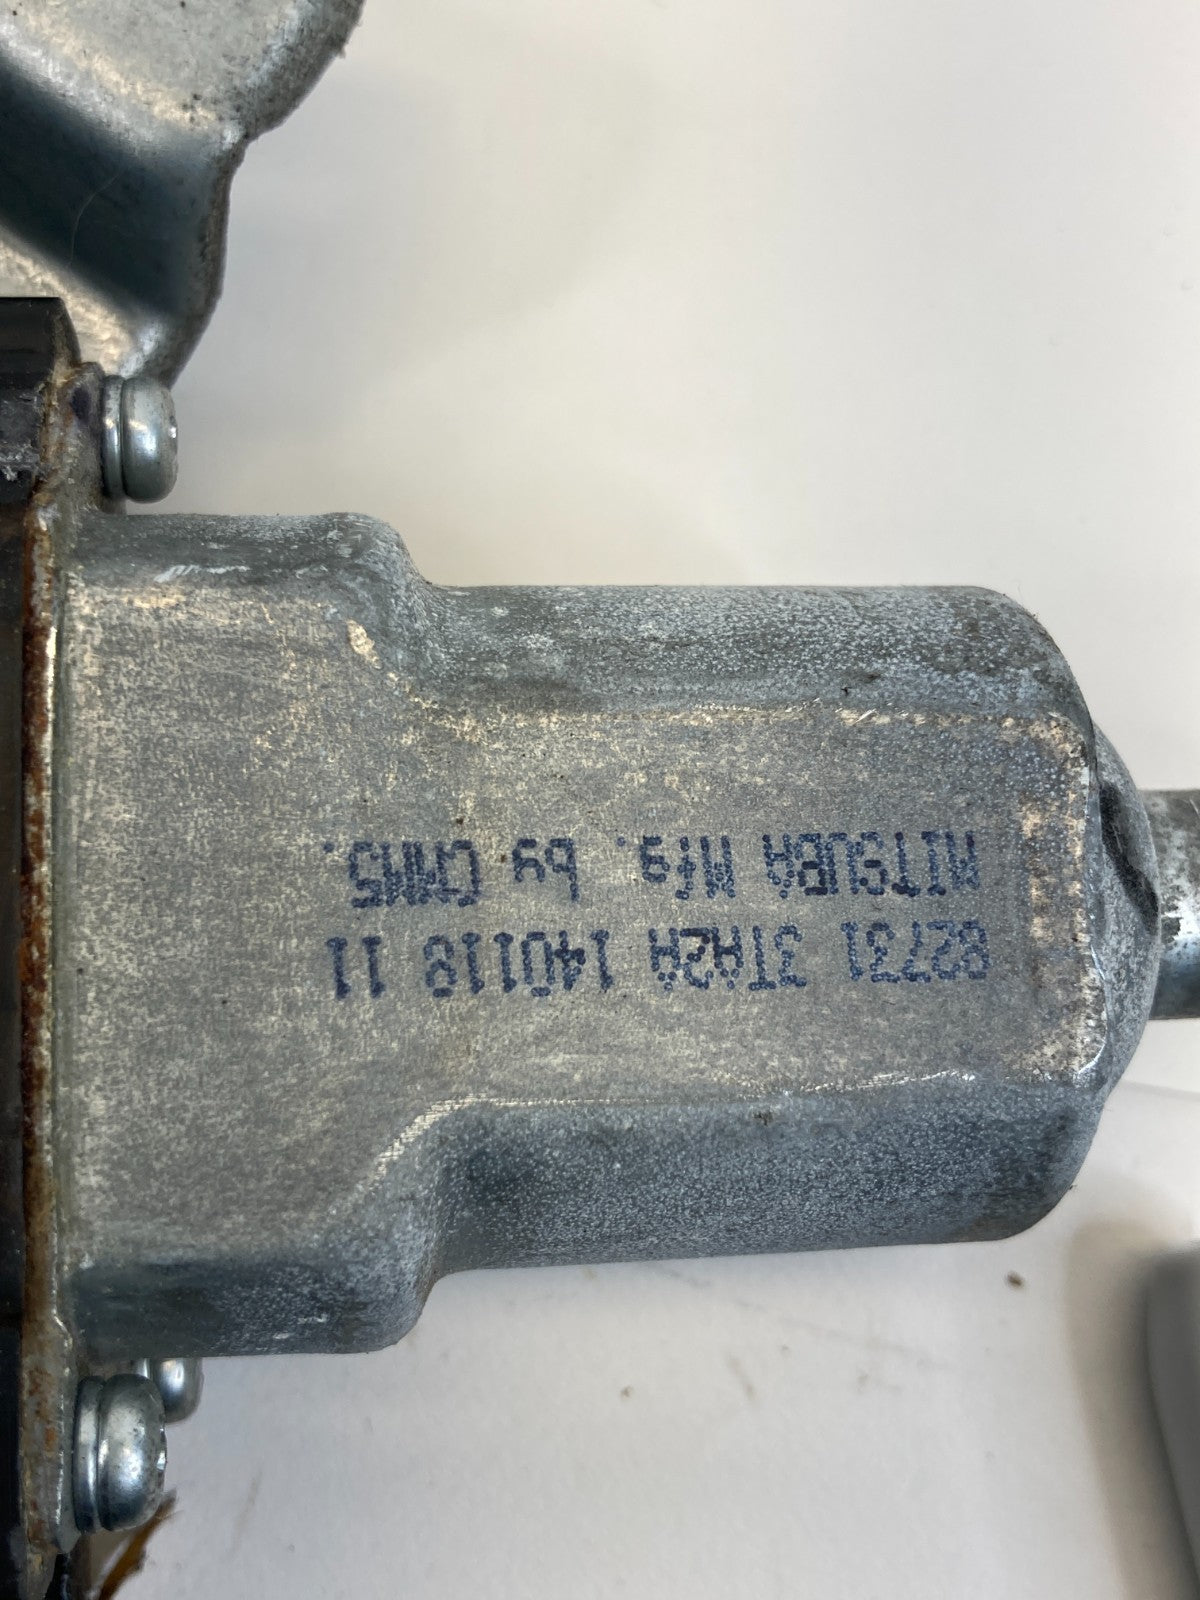 82731 3TA2A 140118 11
MITSUBA Mfg. by CMMS.